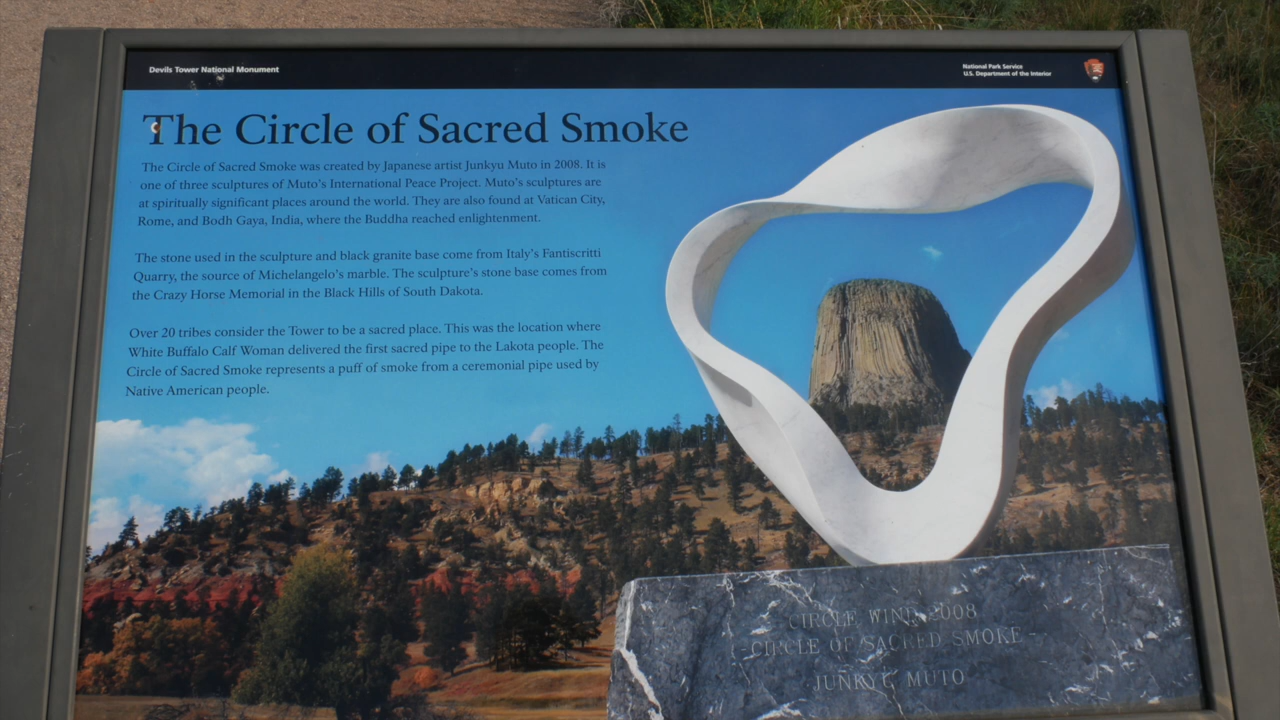 Devils Tower National Monument
National Park Service
U.S. Department of the Interior
The Circle of Sacred Smoke
The Circle of Sacred Smoke was created by Japanese artist Junkyu Muto in 2008. It is
one of three sculptures of Muto's International Peace Project. Muto's sculptures are
at spiritually significant places around the world. They are also found at Vatican City,
Rome, and Bodh Gaya, India, where the Buddha reached enlightenment.
The stone used in the sculpture and black granite base come from Italy's Fantiscritti
Quarry, the source of Michelangelo's marble. The sculpture's stone base comes from
the Crazy Horse Memorial in the Black Hills of South Dakota.
Over 20 tribes consider the Tower to be a sacred place. This was the location where
White Buffalo Calf Woman delivered the first sacred pipe to the Lakota people. The
Circle of Sacred Smoke represents a puff of smoke from a ceremonial pipe used by
Native American people.
CIRCLE WIND 2008
- CIRCLE OF SACRED SMOKE -
JUNKYU MUTO